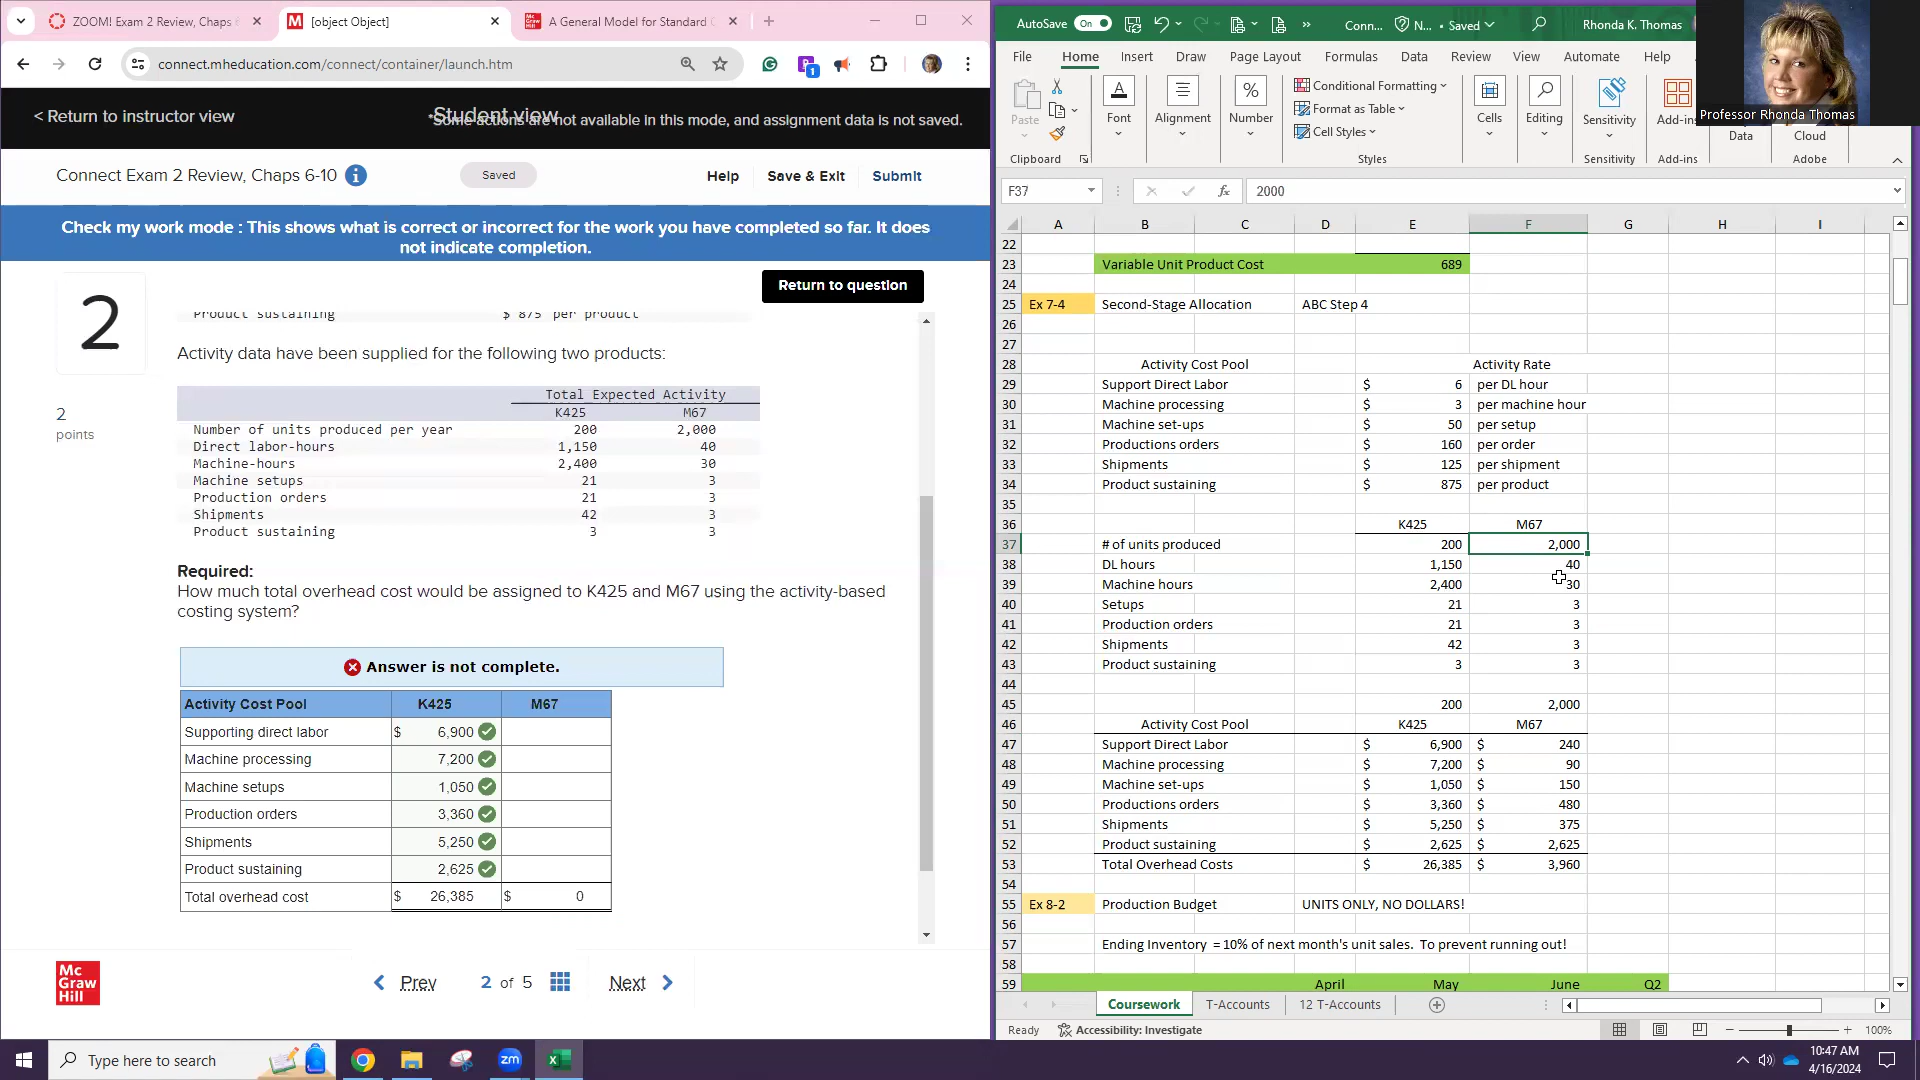 ZOOM! Exam 2 Review, Chaps 6
[object Object]
A General Model for Standard C
connect.mheducation.com/connect/container/launch.htm
< Return to instructor view
Student view
*Some actions are not available in this mode, and assignment data is not saved.
Connect Exam 2 Review, Chaps 6-10
i
Saved
Help
Save & Exit
Submit
Check my work mode : This shows what is correct or incorrect for the work you have completed so far. It does
not indicate completion.
2
Return to question
2
points
Product sustaining $ 875 per product
Activity data have been supplied for the following two products:
Total Expected Activity
K425 M67
Number of units produced per year 200 2,000
Direct labor-hours 1,150 40
Machine-hours 2,400 30
Machine setups 21 3
Production orders 21 3
Shipments 42 3
Product sustaining 3 3
Required:
How much total overhead cost would be assigned to K425 and M67 using the activity-based
costing system?
Answer is not complete.
Activity Cost Pool K425 M67
Supporting direct labor $ 6,900
Machine processing 7,200
Machine setups 1,050
Production orders 3,360
Shipments 5,250
Product sustaining 2,625
Total overhead cost $ 26,385 $ 0
Mc
Graw
Hill
Prev
2 of 5
Next
AutoSave On
Conn...
N...
• Saved
Rhonda K. Thomas
File Home Insert Draw Page Layout Formulas Data Review View Automate Help
Paste
Clipboard
Font
Alignment
Number
Conditional Formatting
Format as Table
Cell Styles
Styles
Cells
Editing
Sensitivity
Sensitivity
Add-ins
Add-ins
Data
Cloud
Adobe
Professor Rhonda Thomas
F37
fx
2000
A B C D E F G H I
22
23 Variable Unit Product Cost 689
24
25 Ex 7-4 Second-Stage Allocation ABC Step 4
26
27
28 Activity Cost Pool Activity Rate
29 Support Direct Labor $ 6 per DL hour
30 Machine processing $ 3 per machine hour
31 Machine set-ups $ 50 per setup
32 Productions orders $ 160 per order
33 Shipments $ 125 per shipment
34 Product sustaining $ 875 per product
35
36 K425 M67
37 # of units produced 200 2,000
38 DL hours 1,150 40
39 Machine hours 2,400 30
40 Setups 21 3
41 Production orders 21 3
42 Shipments 42 3
43 Product sustaining 3 3
44
45 200 2,000
46 Activity Cost Pool K425 M67
47 Support Direct Labor $ 6,900 $ 240
48 Machine processing $ 7,200 $ 90
49 Machine set-ups $ 1,050 $ 150
50 Productions orders $ 3,360 $ 480
51 Shipments $ 5,250 $ 375
52 Product sustaining $ 2,625 $ 2,625
53 Total Overhead Costs $ 26,385 $ 3,960
54
55 Ex 8-2 Production Budget UNITS ONLY, NO DOLLARS!
56
57 Ending Inventory = 10% of next month's unit sales. To prevent running out!
58
59 April May June Q2
Coursework T-Accounts 12 T-Accounts
Ready
Accessibility: Investigate
100%
Type here to search
zm
10:47 AM
4/16/2024